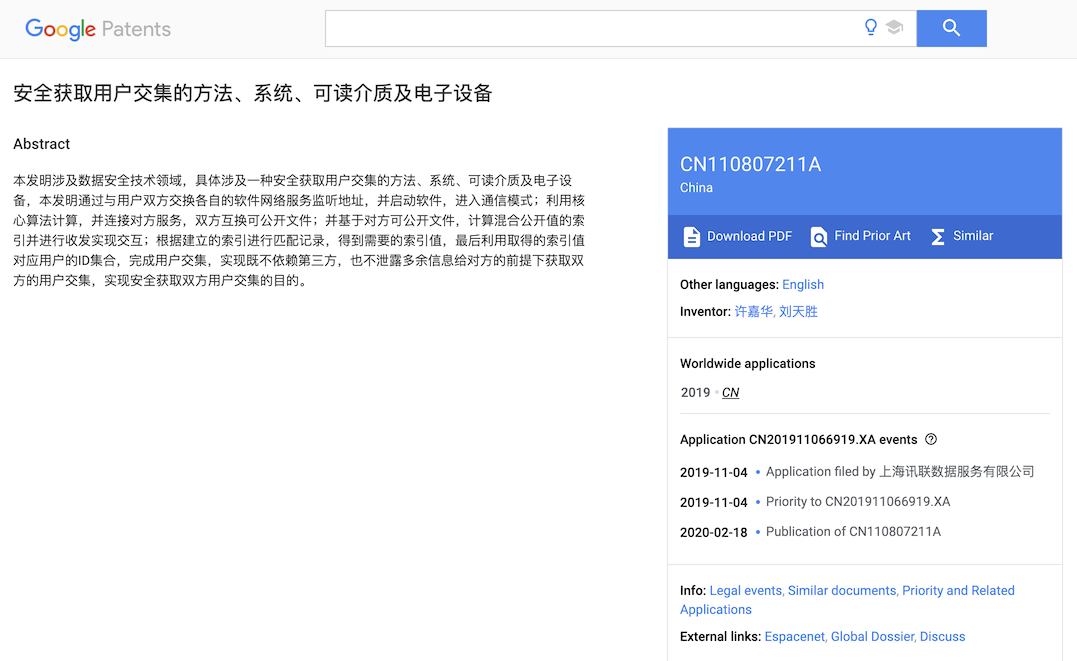 Google Patents
安全获取用户交集的方法、系统、可读介质及电子设备
Abstract
本发明涉及数据安全技术领域，具体涉及一种安全获取用户交集的方法、系统、可读介质及电子设
备，本发明通过与用户双方交换各自的软件网络服务监听地址，并启动软件，进入通信模式；利用核
心算法计算，并连接对方服务，双方互换可公开文件；并基于对方可公开文件，计算混合公开值的索
引并进行收发实现交互；根据建立的索引进行匹配记录，得到需要的索引值，最后利用取得的索引值
对应用户的ID集合，完成用户交集，实现既不依赖第三方，也不泄露多余信息给对方的前提下获取双
方的用户交集，实现安全获取双方用户交集的目的。
CN110807211A
China
Download PDF Find Prior Art Similar
Other languages: English
Inventor: 许嘉华, 刘天胜
Worldwide applications
2019 CN
Application CN201911066919.XA events
2019-11-04 • Application filed by 上海讯联数据服务有限公司
2019-11-04 • Priority to CN201911066919.XA
2020-02-18 • Publication of CN110807211A
Info: Legal events, Similar documents, Priority and Related
Applications
External links: Espacenet, Global Dossier, Discuss